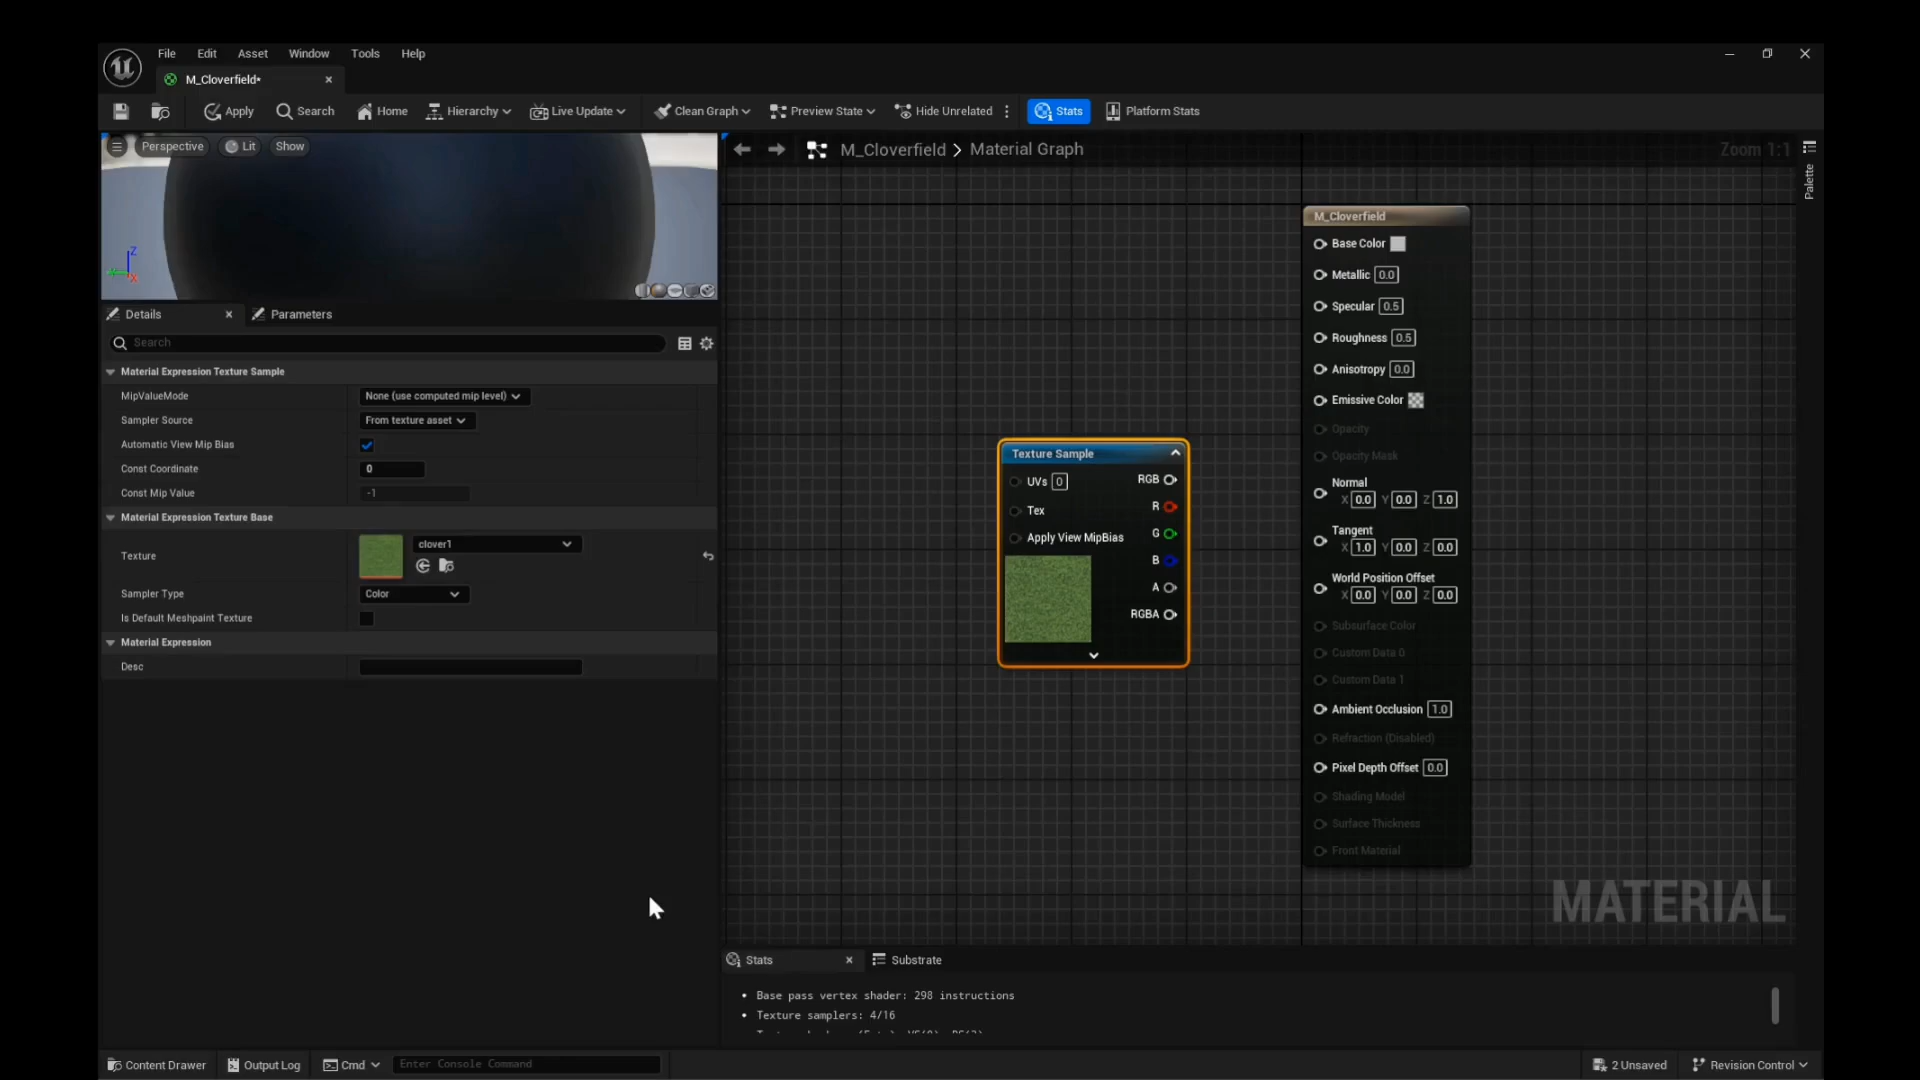 File Edit Asset Window Tools Help
M_Cloverfield*
Apply Search Home Hierarchy Live Update Clean Graph Preview State Hide Unrelated Stats Platform Stats
Perspective Lit Show
M_Cloverfield > Material Graph
Zoom 1:1
Palette
Z
X
Details Parameters
Search
Material Expression Texture Sample
MipValueMode None (use computed mip level)
Sampler Source From texture asset
Automatic View Mip Bias
Const Coordinate 0
Const Mip Value -1
Material Expression Texture Base
Texture clover1
Sampler Type Color
Is Default Meshpaint Texture
Material Expression
Desc
Texture Sample
UVs 0 RGB
R
Tex
G
Apply View MipBias
B
A
RGBA
M_Cloverfield
Base Color
Metallic 0.0
Specular 0.5
Roughness 0.5
Anisotropy 0.0
Emissive Color
Opacity
Opacity Mask
Normal
X 0.0 Y 0.0 Z 1.0
Tangent
X 1.0 Y 0.0 Z 0.0
World Position Offset
X 0.0 Y 0.0 Z 0.0
Subsurface Color
Custom Data 0
Custom Data 1
Ambient Occlusion 1.0
Refraction (Disabled)
Pixel Depth Offset 0.0
Shading Model
Surface Thickness
Front Material
MATERIAL
Stats Substrate
• Base pass vertex shader: 298 instructions
• Texture samplers: 4/16
Content Drawer Output Log Cmd Enter Console Command 2 Unsaved Revision Control